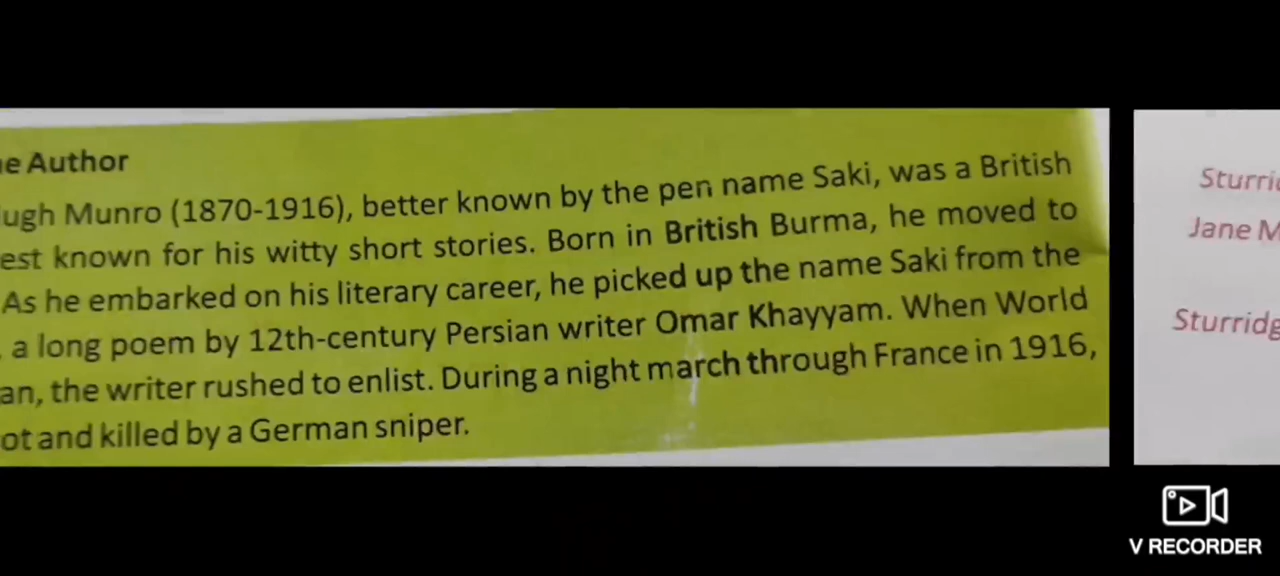 e Author
ugh Munro (1870-1916), better known by the pen name Saki, was a British
est known for his witty short stories. Born in British Burma, he moved to
As he embarked on his literary career, he picked up the name Saki from the
, a long poem by 12th-century Persian writer Omar Khayyam. When World
an, the writer rushed to enlist. During a night march through France in 1916,
ot and killed by a German sniper.
Sturri
Jane M
Sturridg
V RECORDER